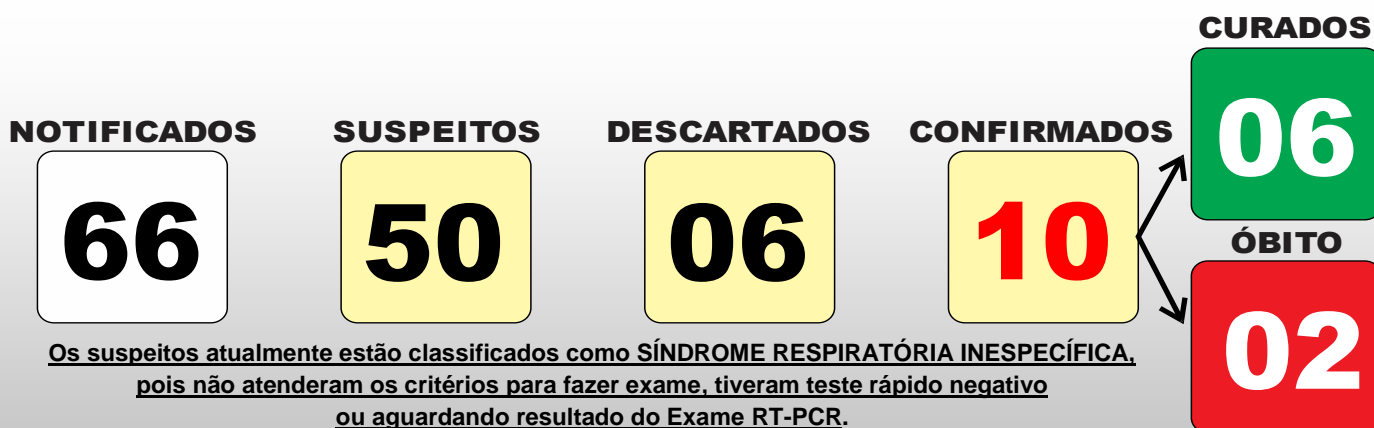 CURADOS
06
NOTIFICADOS
SUSPEITOS
DESCARTADOS
CONFIRMADOS
66
50
06
10
ÓBITO
02
Os suspeitos atualmente estão classificados como SÍNDROME RESPIRATÓRIA INESPECÍFICA,
pois não atenderam os critérios para fazer exame, tiveram teste rápido negativo
ou aguardando resultado do Exame RT-PCR.